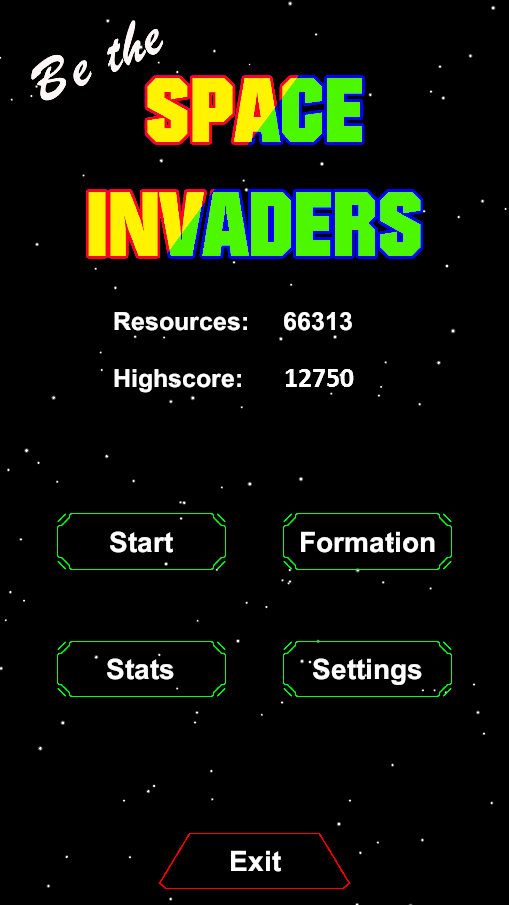 Be the
SPACE
INVADERS
Resources: 66313
Highscore: 12750
Start Formation
Stats Settings
Exit